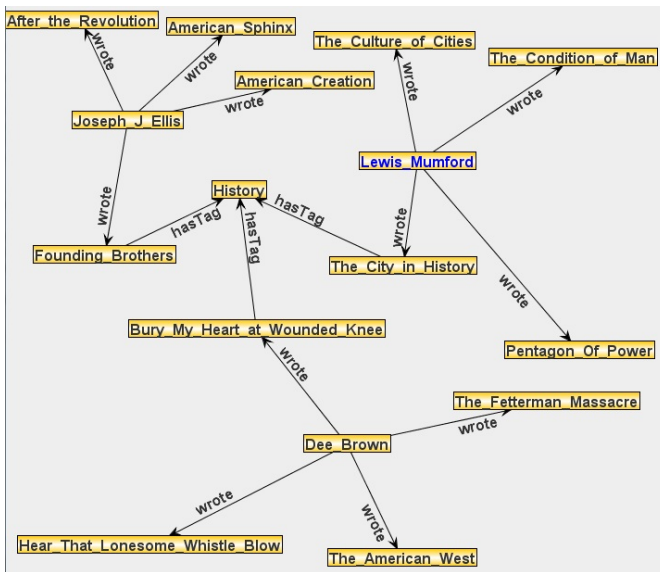 After_the_Revolution
American_Sphinx
The_Culture_of_Cities
The_Condition_of_Man
wrote
wrote
wrote
wrote
American_Creation
wrote
Joseph_J_Ellis
Lewis_Mumford
wrote
History
hasTag
hasTag
hasTag
wrote
Founding_Brothers
The_City_in_History
wrote
Bury_My_Heart_at_Wounded_Knee
Pentagon_Of_Power
wrote
The_Fetterman_Massacre
wrote
Dee_Brown
wrote
wrote
Hear_That_Lonesome_Whistle_Blow
The_American_West